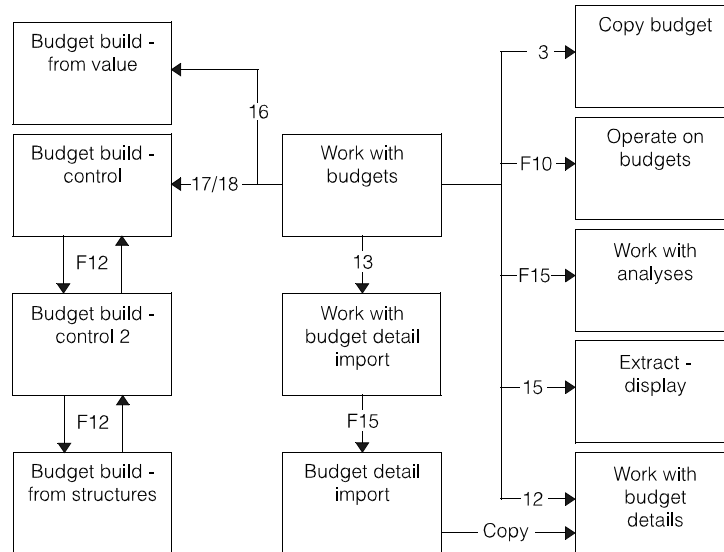 Budget build -
from value
Copy budget
3
16
Budget build -
control
17/18
Work with
budgets
F10
Operate on
budgets
F12
13
F15
Work with
analyses
Budget build -
control 2
Work with
budget detail
import
15
Extract -
display
F12
F15
Budget build -
from structures
Budget detail
import
12
Work with
budget
details
Copy